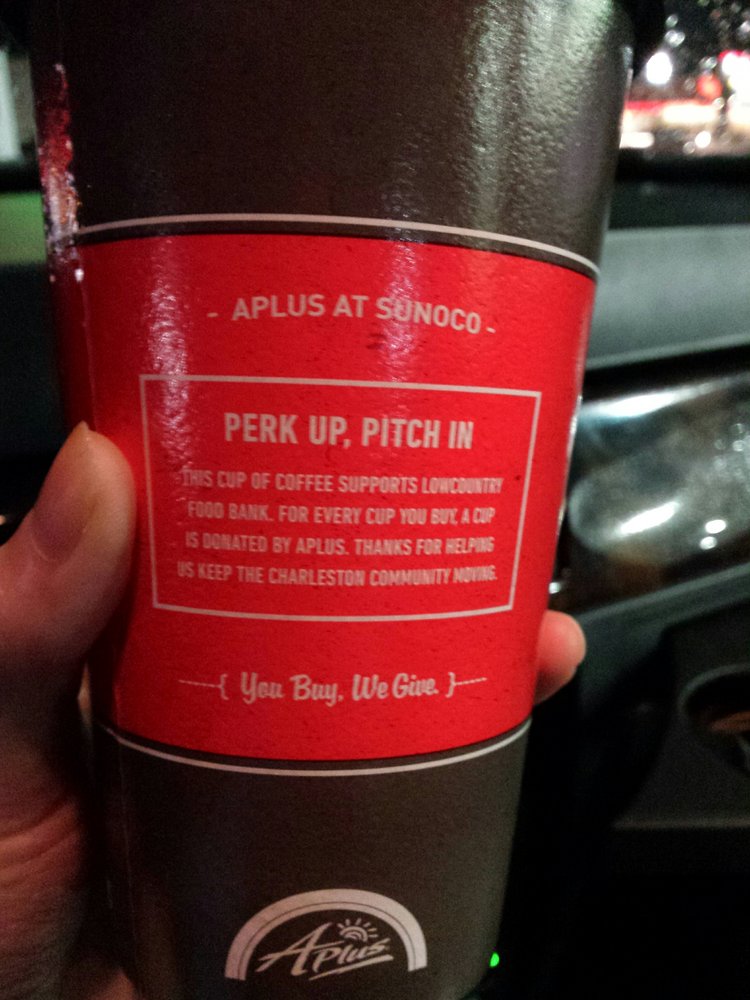 - APLUS AT SUNOCO -
PERK UP, PITCH IN
THIS CUP OF COFFEE SUPPORTS LOWCOUNTRY
FOOD BANK. FOR EVERY CUP YOU BUY, A CUP
IS DONATED BY APLUS. THANKS FOR HELPING
US KEEP THE CHARLESTON COMMUNITY MOVING.
{ You Buy, We Give. }
APlus